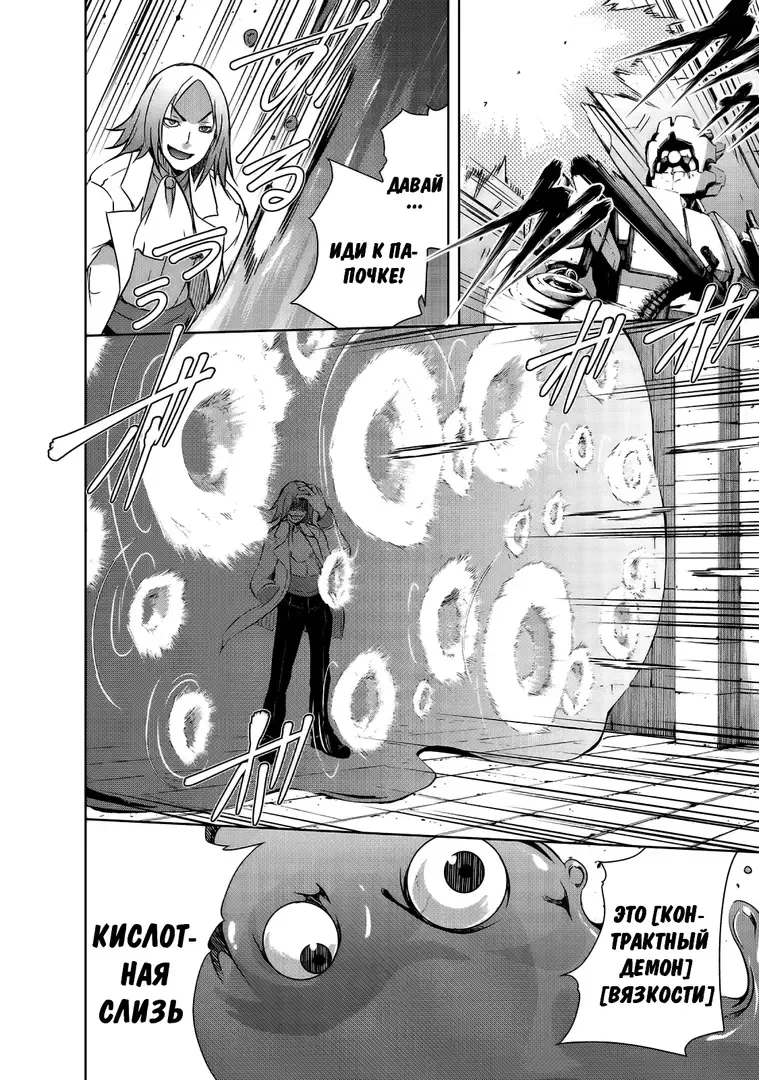 ДАВАЙ
...
ИДИ К ПА-
ПОЧКЕ!
ЭТО [КОН-
ТРАКТНЫЙ
ДЕМОН]
[ВЯЗКОСТИ]
КИСЛОТ-
НАЯ
СЛИЗЬ